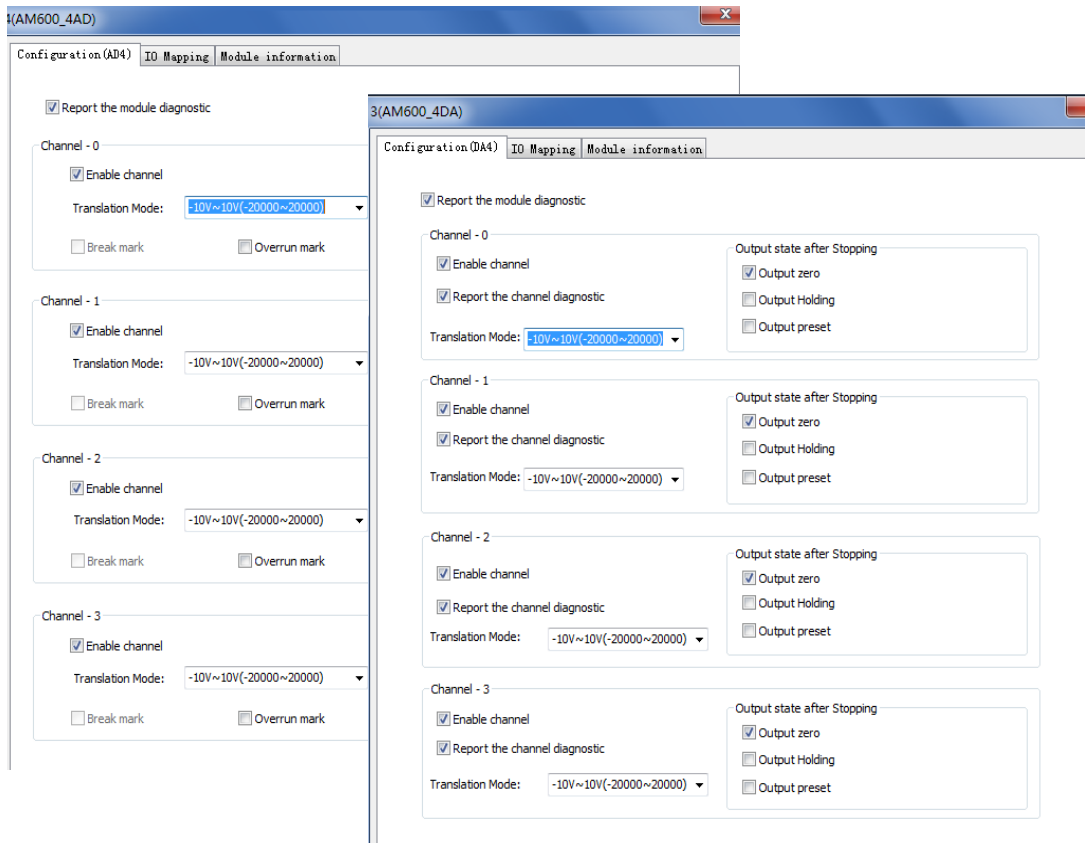 4(AM600_4AD)
X
Configuration(AD4) IO Mapping Module information
Report the module diagnostic
Channel - 0
Enable channel
Translation Mode: -10V~10V(-20000~20000)
Break mark Overrun mark
Channel - 1
Enable channel
Translation Mode: -10V~10V(-20000~20000)
Break mark Overrun mark
Channel - 2
Enable channel
Translation Mode: -10V~10V(-20000~20000)
Break mark Overrun mark
Channel - 3
Enable channel
Translation Mode: -10V~10V(-20000~20000)
Break mark Overrun mark
3(AM600_4DA)
Configuration(DA4) IO Mapping Module information
Report the module diagnostic
Channel - 0
Enable channel
Report the channel diagnostic
Translation Mode: -10V~10V(-20000~20000)
Output state after Stopping
Output zero
Output Holding
Output preset
Channel - 1
Enable channel
Report the channel diagnostic
Translation Mode: -10V~10V(-20000~20000)
Output state after Stopping
Output zero
Output Holding
Output preset
Channel - 2
Enable channel
Report the channel diagnostic
Translation Mode: -10V~10V(-20000~20000)
Output state after Stopping
Output zero
Output Holding
Output preset
Channel - 3
Enable channel
Report the channel diagnostic
Translation Mode: -10V~10V(-20000~20000)
Output state after Stopping
Output zero
Output Holding
Output preset